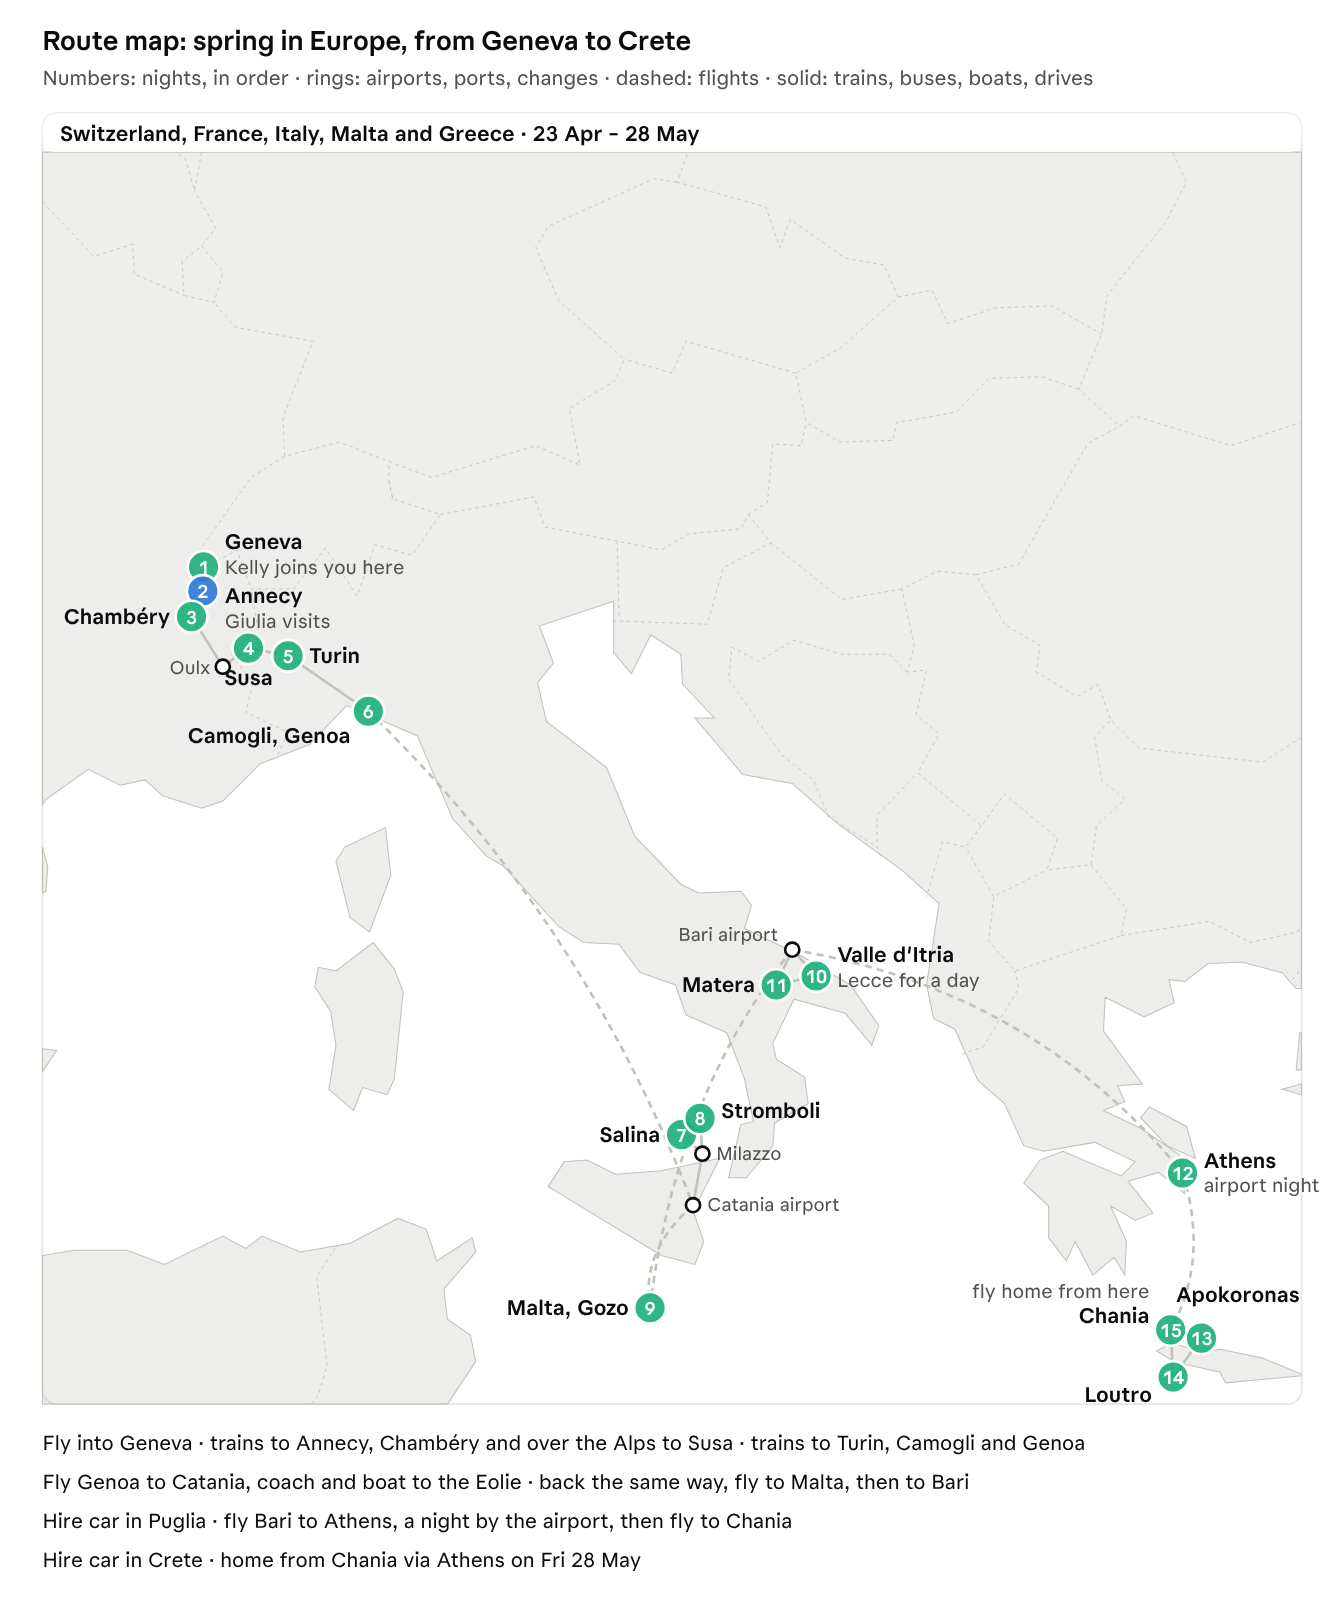 Route map: spring in Europe, from Geneva to Crete
Numbers: nights, in order · rings: airports, ports, changes · dashed: flights · solid: trains, buses, boats, drives
Switzerland, France, Italy, Malta and Greece · 23 Apr – 28 May
Geneva
1
Kelly joins you here
2
Annecy
Chambéry
3
Giulia visits
4
5
Turin
Oulx
Susa
6
Camogli, Genoa
Bari airport
Valle d'Itria
10
Lecce for a day
Matera
11
Stromboli
8
Salina
7
Milazzo
Athens
12
airport night
Catania airport
fly home from here
Apokoronas
Malta, Gozo
9
Chania
15
13
14
Loutro
Fly into Geneva · trains to Annecy, Chambéry and over the Alps to Susa · trains to Turin, Camogli and Genoa
Fly Genoa to Catania, coach and boat to the Eolie · back the same way, fly to Malta, then to Bari
Hire car in Puglia · fly Bari to Athens, a night by the airport, then fly to Chania
Hire car in Crete · home from Chania via Athens on Fri 28 May